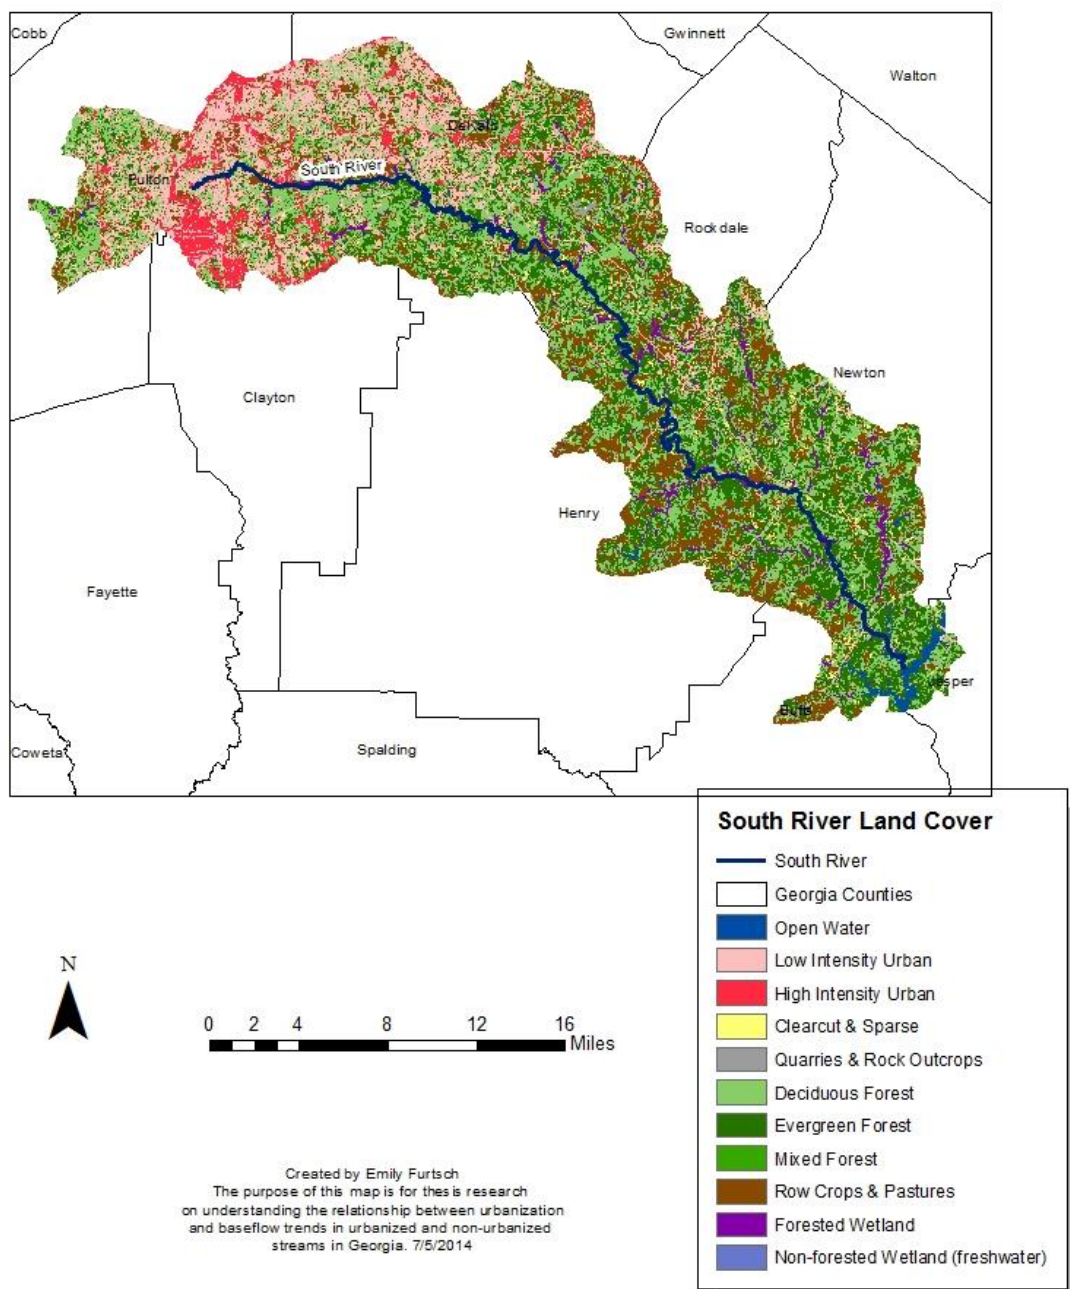 Cobb
Gwinnett
Walton
DeKalb
South River
Fulton
Rockdale
Newton
Clayton
Henry
Fayette
Jasper
Butts
Spalding
Coweta
South River Land Cover
South River
Georgia Counties
Open Water
Low Intensity Urban
High Intensity Urban
Clearcut & Sparse
Quarries & Rock Outcrops
Deciduous Forest
Evergreen Forest
Mixed Forest
Row Crops & Pastures
Forested Wetland
Non-forested Wetland (freshwater)
N
0 2 4 8 12 16
Miles
Created by Emily Furtsch
The purpose of this map is for thesis research
on understanding the relationship between urbanization
and baseflow trends in urbanized and non-urbanized
streams in Georgia. 7/5/2014